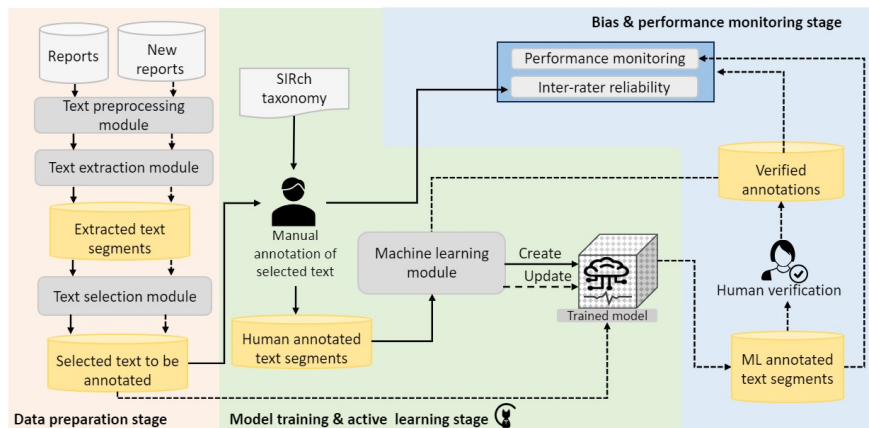 Bias & performance monitoring stage
Reports
New
reports
SIRch
taxonomy
Performance monitoring
Inter-rater reliability
Text preprocessing
module
Text extraction module
Extracted text
segments
Text selection module
Selected text to be
annotated
Manual
annotation of
selected text
Human annotated
text segments
Machine learning
module
Create
Update
Trained model
Verified
annotations
Human verification
ML annotated
text segments
Data preparation stage
Model training & active learning stage